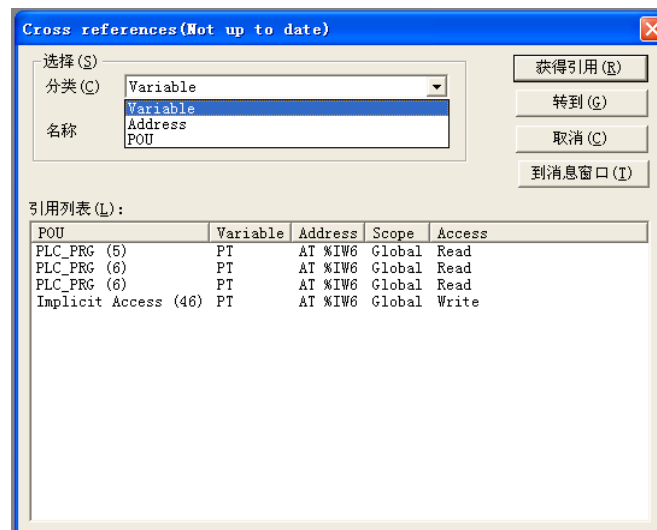 Cross references(Not up to date)
选择(S)
分类(C) Variable
Variable
Address
POU
名称
获得引用(R)
转到(G)
取消(C)
到消息窗口(I)
引用列表(L):
POU Variable Address Scope Access
PLC_PRG (5) PT AT %IW6 Global Read
PLC_PRG (6) PT AT %IW6 Global Read
PLC_PRG (6) PT AT %IW6 Global Read
Implicit Access (46) PT AT %IW6 Global Write